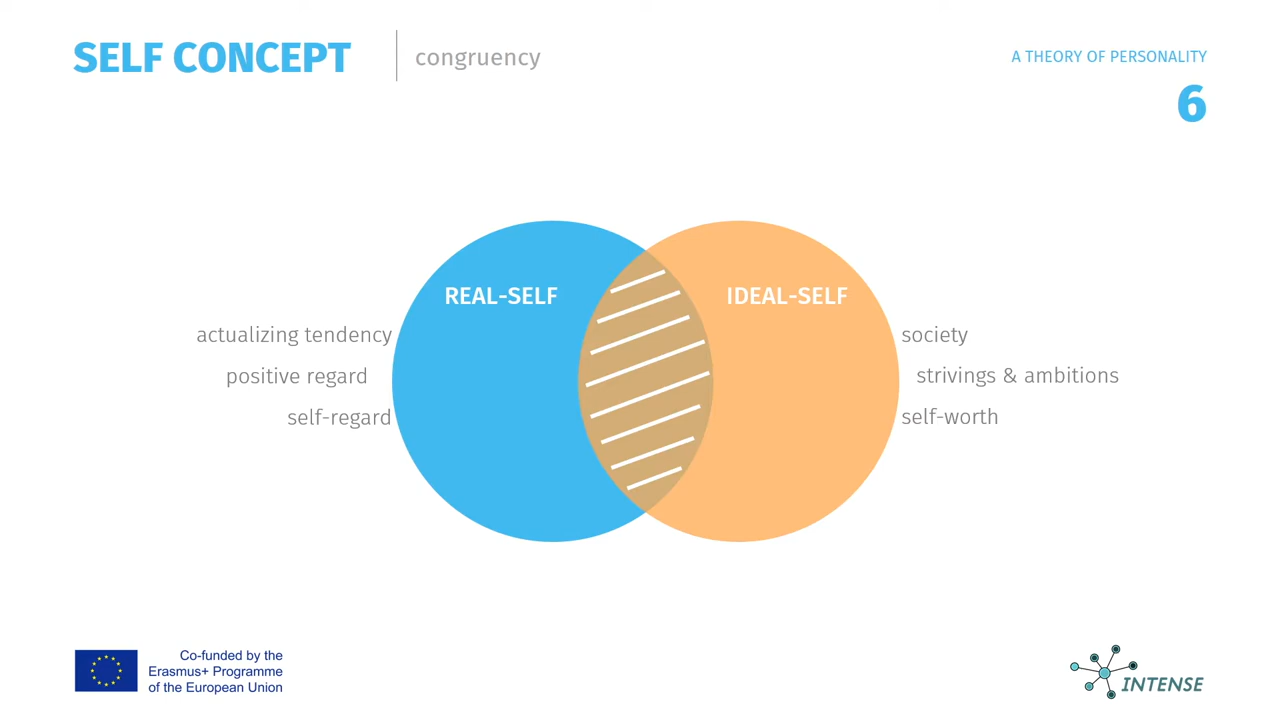 SELF CONCEPT
congruency
A THEORY OF PERSONALITY
6
REAL-SELF
IDEAL-SELF
actualizing tendency
positive regard
self-regard
society
strivings & ambitions
self-worth
Co-funded by the
Erasmus+ Programme
of the European Union
INTENSE